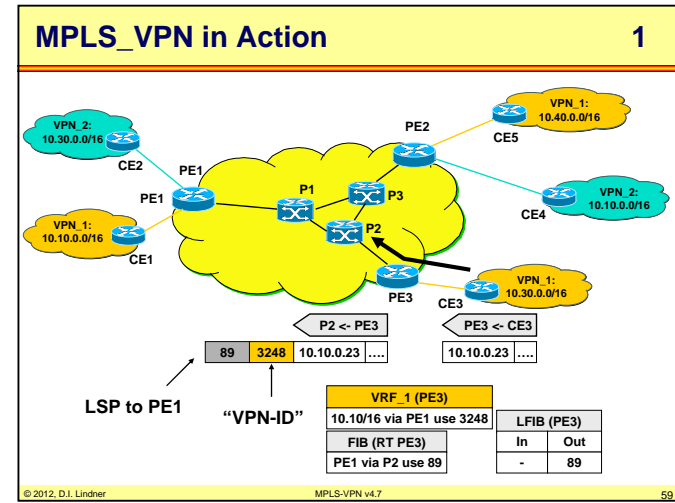 MPLS_VPN in Action 1
VPN_1:
10.40.0.0/16
PE2
VPN_2:
10.30.0.0/16
CE5
CE2
PE1
PE1
P1
P3
VPN_2:
10.10.0.0/16
CE4
VPN_1:
10.10.0.0/16
P2
CE1
VPN_1:
10.30.0.0/16
PE3
CE3
P2 <- PE3
PE3 <- CE3
89 3248 10.10.0.23 ....
10.10.0.23 ....
LSP to PE1
"VPN-ID"
VRF_1 (PE3)
10.10/16 via PE1 use 3248
FIB (RT PE3)
PE1 via P2 use 89
LFIB (PE3)
In Out
- 89
© 2012, D.I. Lindner MPLS-VPN v4.7 59